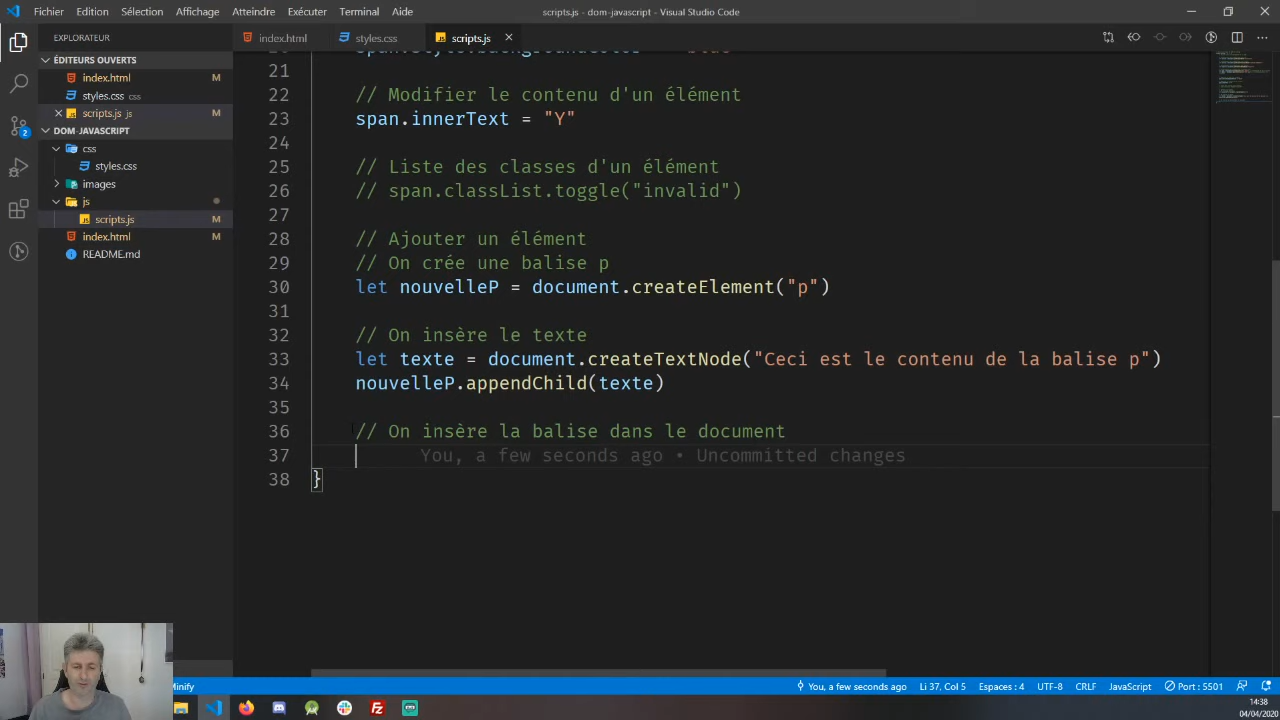 Fichier Edition Sélection Affichage Atteindre Exécuter Terminal Aide
scripts.js - dom-javascript - Visual Studio Code
EXPLORATEUR
index.html
styles.css
scripts.js
ÉDITEURS OUVERTS
index.html M
styles.css css
scripts.js js M
DOM-JAVASCRIPT
css
styles.css
images
js
scripts.js M
index.html M
README.md
21
22 // Modifier le contenu d'un élément
23 span.innerText = "Y"
24
25 // Liste des classes d'un élément
26 // span.classList.toggle("invalid")
27
28 // Ajouter un élément
29 // On crée une balise p
30 let nouvelleP = document.createElement("p")
31
32 // On insère le texte
33 let texte = document.createTextNode("Ceci est le contenu de la balise p")
34 nouvelleP.appendChild(texte)
35
36 // On insère la balise dans le document
37 You, a few seconds ago • Uncommitted changes
38 }
2
Minify
You, a few seconds ago Li 37, Col 5 Espaces : 4 UTF-8 CRLF JavaScript Port : 5501
14:38
04/04/2020